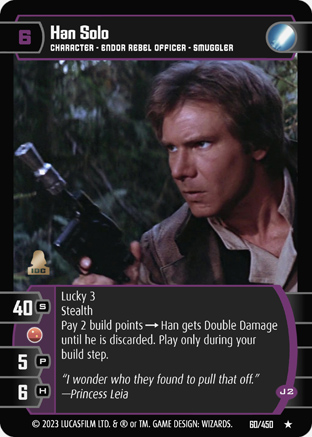 6 Han Solo
CHARACTER - ENDOR REBEL OFFICER - SMUGGLER
100
40 S
5 P
6 H
Lucky 3
Stealth
Pay 2 build points → Han gets Double Damage
until he is discarded. Play only during your
build step.
“I wonder who they found to pull that off.”
—Princess Leia
J2
© 2023 LUCASFILM LTD. & ® or TM. GAME DESIGN: WIZARDS. 60/450 ★